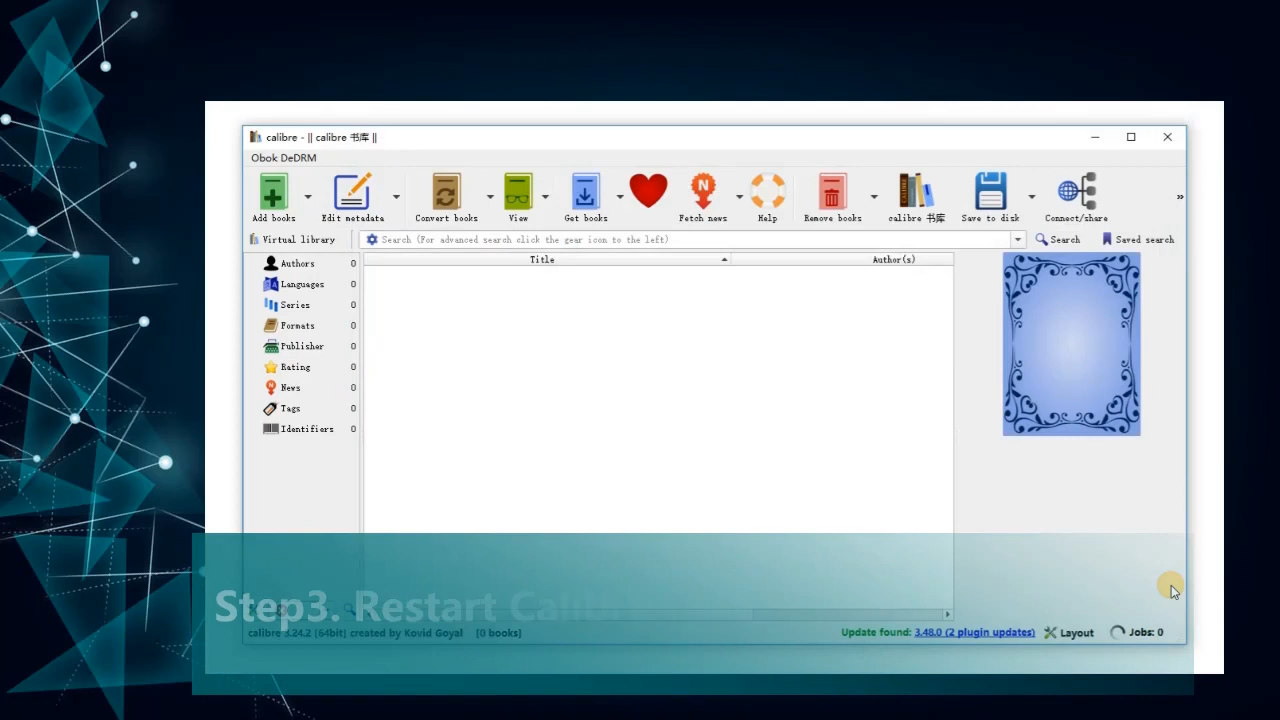 calibre - || calibre 书库 ||
Obok DeDRM
Add books
Edit metadata
Convert books
View
Get books
Fetch news
Help
Remove books
calibre 书库
Save to disk
Connect/share
»
Virtual library
Search (For advanced search click the gear icon to the left)
Search
Saved search
Authors 0
Languages 0
Series 0
Formats 0
Publisher 0
Rating 0
News 0
Tags 0
Identifiers 0
Title
Author(s)
Step3. Restart Calib
calibre 3.24.2 [64bit] created by Kovid Goyal [0 books]
Update found: 3.48.0 (2 plugin updates)
Layout
Jobs: 0